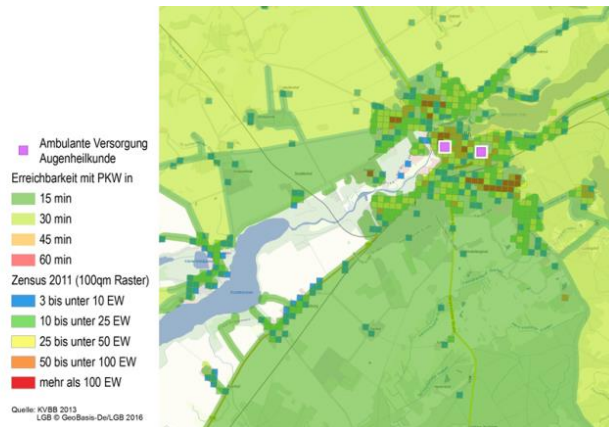 Ambulante Versorgung
Augenheilkunde
Erreichbarkeit mit PKW in
15 min
30 min
45 min
60 min
Zensus 2011 (100qm Raster)
3 bis unter 10 EW
10 bis unter 25 EW
25 bis unter 50 EW
50 bis unter 100 EW
mehr als 100 EW
Quelle: KVBB 2013
LGB © GeoBasis-De/LGB 2016